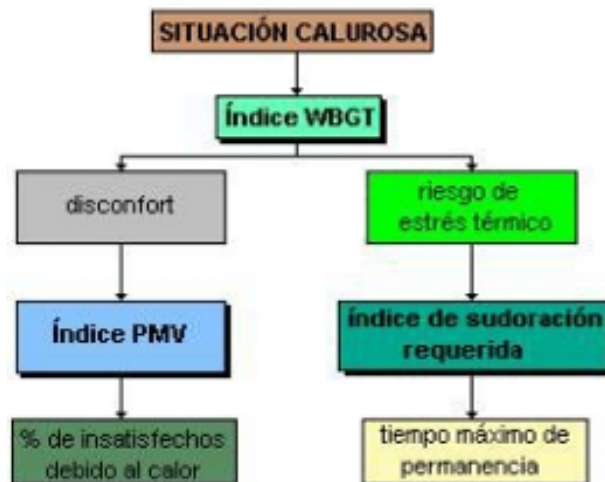 SITUACIÓN CALUROSA
Índice WBGT
disconfort
riesgo de
estrés térmico
Índice PMV
índice de sudoración
requerida
% de insatisfechos
debido al calor
tiempo máximo de
permanencia